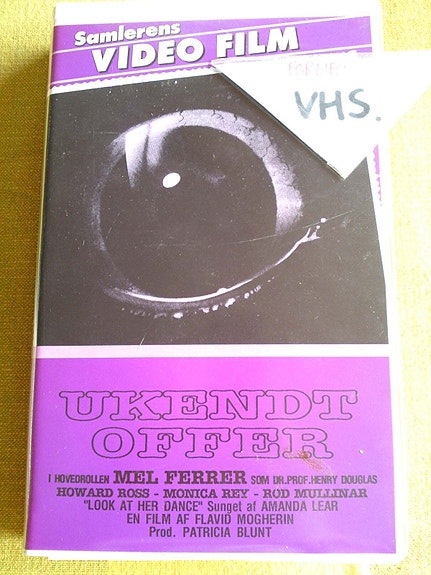 Samlerens
VIDEO FILM
VHS.
UKENDT
OFFER
I HOVEDROLLEN MEL FERRER SOM DR.PROF.HENRY DOUGLAS
HOWARD ROSS - MONICA REY - ROD MULLINAR
"LOOK AT HER DANCE" Sunget af AMANDA LEAR
EN FILM AF FLAVID MOGHERIN
Prod. PATRICIA BLUNT